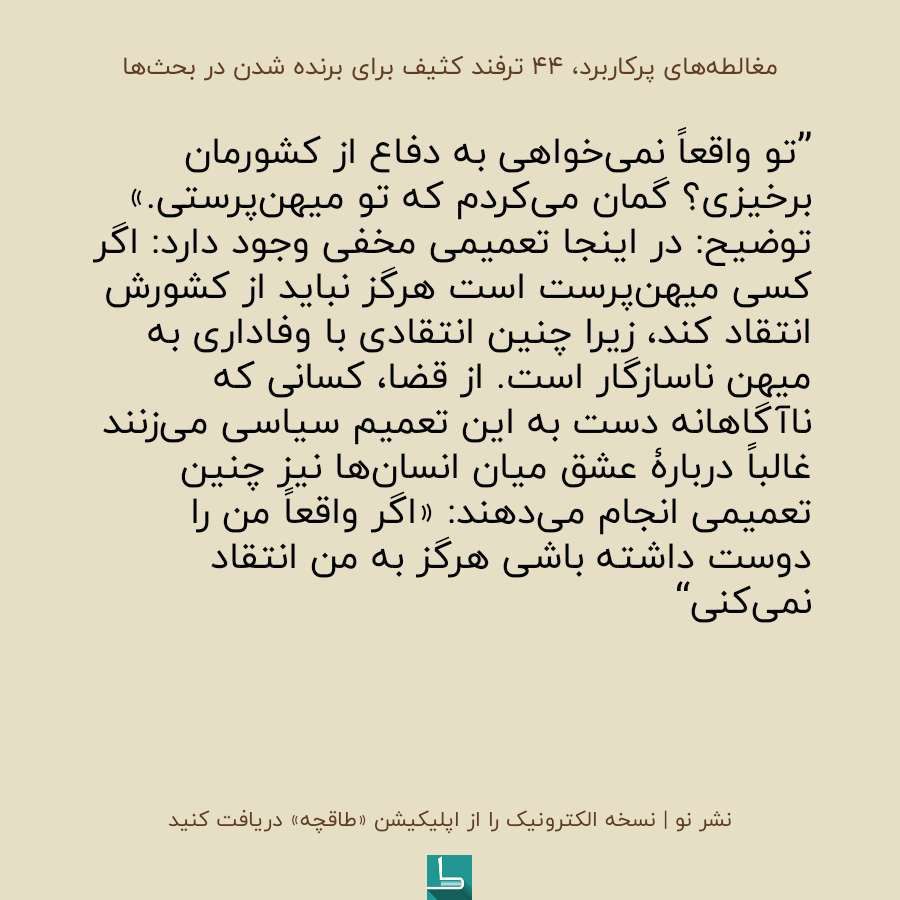 مغالطه‌های پرکاربرد، ۴۴ ترفند کثیف برای برنده شدن در بحث‌ها
”تو واقعاً نمی‌خواهی به دفاع از کشورمان
برخیزی؟ گمان می‌کردم که تو میهن‌پرستی.»
توضیح: در اینجا تعمیمی مخفی وجود دارد: اگر
کسی میهن‌پرست است هرگز نباید از کشورش
انتقاد کند، زیرا چنین انتقادی با وفاداری به
میهن ناسازگار است. از قضا، کسانی که
ناآگاهانه دست به این تعمیم سیاسی می‌زنند
غالباً دربارهٔ عشق میان انسان‌ها نیز چنین
تعمیمی انجام می‌دهند: «اگر واقعاً من را
دوست داشته باشی هرگز به من انتقاد
نمی‌کنی“
نشر نو | نسخه الکترونیک را از اپلیکیشن «طاقچه» دریافت کنید